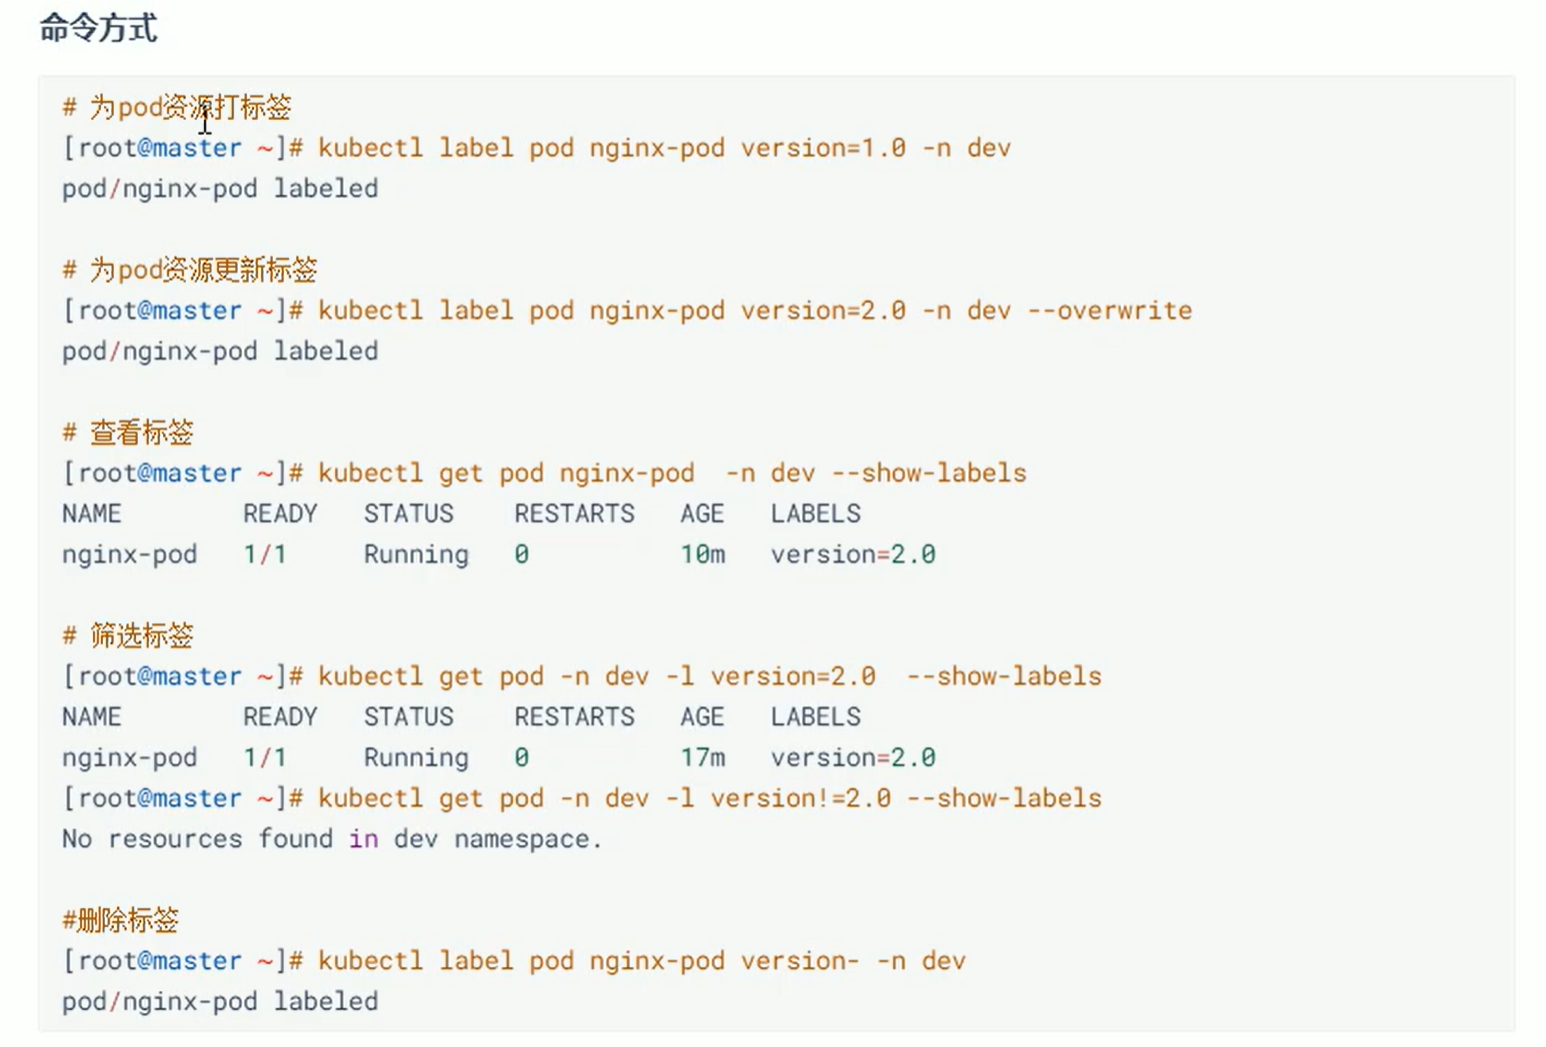 命令方式
# 为pod资源打标签
[root@master ~]# kubectl label pod nginx-pod version=1.0 -n dev
pod/nginx-pod labeled
# 为pod资源更新标签
[root@master ~]# kubectl label pod nginx-pod version=2.0 -n dev --overwrite
pod/nginx-pod labeled
# 查看标签
[root@master ~]# kubectl get pod nginx-pod  -n dev --show-labels
NAME        READY   STATUS    RESTARTS   AGE   LABELS
nginx-pod   1/1     Running   0          10m   version=2.0
# 筛选标签
[root@master ~]# kubectl get pod -n dev -l version=2.0  --show-labels
NAME        READY   STATUS    RESTARTS   AGE   LABELS
nginx-pod   1/1     Running   0          17m   version=2.0
[root@master ~]# kubectl get pod -n dev -l version!=2.0 --show-labels
No resources found in dev namespace.
#删除标签
[root@master ~]# kubectl label pod nginx-pod version- -n dev
pod/nginx-pod labeled